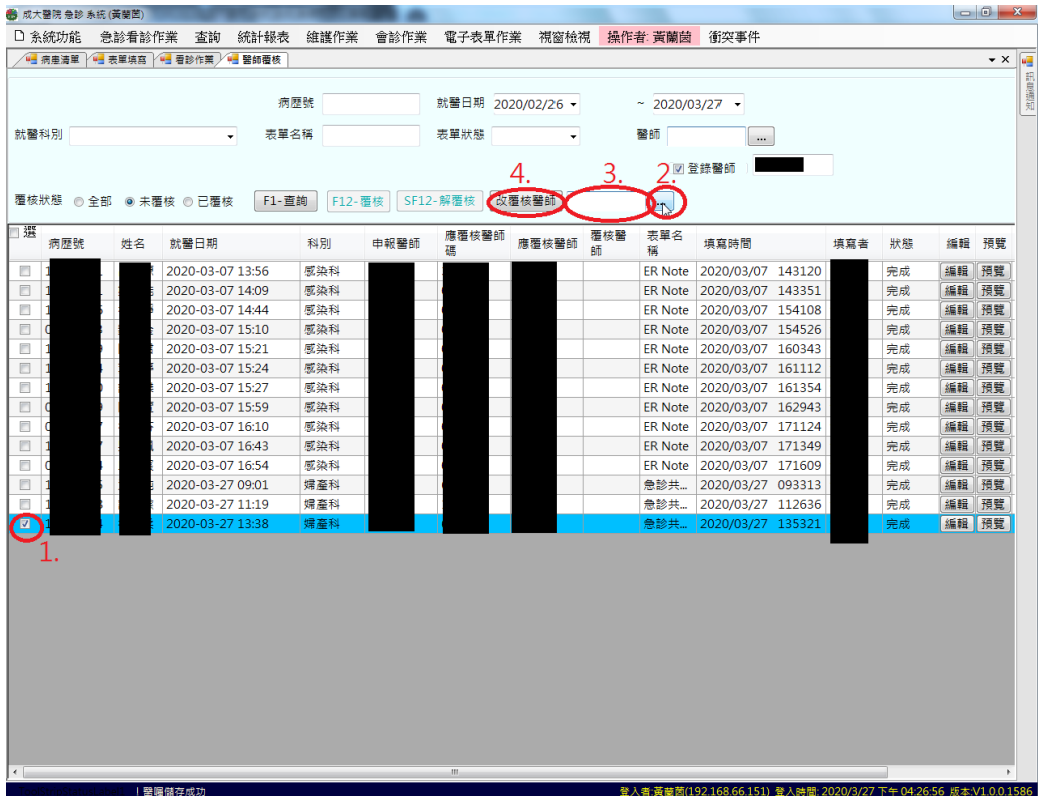 成大醫院 急診 系統 (黃蘭茵)
系統功能 急診看診作業 查詢 統計報表 維護作業 會診作業 電子表單作業 視窗檢視 操作者: 黃蘭茵 衝突事件
病患清單 表單填寫 看診作業 醫師覆核
訊息通知
病歷號 就醫日期 2020/02/26 ~ 2020/03/27
就醫科別 表單名稱 表單狀態 醫師 ...
登錄醫師
4. 3. 2.
覆核狀態 全部 未覆核 已覆核 F1-查詢 F12-覆核 SF12-解覆核 改覆核醫師 ...
選 病歷號 姓名 就醫日期 科別 申報醫師 應覆核醫師碼 應覆核醫師 覆核醫師 表單名稱 填寫時間 填寫者 狀態 編輯 預覽
2020-03-07 13:56 感染科 ER Note 2020/03/07 143120 完成 編輯 預覽
2020-03-07 14:09 感染科 ER Note 2020/03/07 143351 完成 編輯 預覽
2020-03-07 14:44 感染科 ER Note 2020/03/07 154108 完成 編輯 預覽
2020-03-07 15:10 感染科 ER Note 2020/03/07 154526 完成 編輯 預覽
2020-03-07 15:21 感染科 ER Note 2020/03/07 160343 完成 編輯 預覽
2020-03-07 15:24 感染科 ER Note 2020/03/07 161112 完成 編輯 預覽
2020-03-07 15:27 感染科 ER Note 2020/03/07 161354 完成 編輯 預覽
2020-03-07 15:59 感染科 ER Note 2020/03/07 162943 完成 編輯 預覽
2020-03-07 16:10 感染科 ER Note 2020/03/07 171124 完成 編輯 預覽
2020-03-07 16:43 感染科 ER Note 2020/03/07 171349 完成 編輯 預覽
2020-03-07 16:54 感染科 ER Note 2020/03/07 171609 完成 編輯 預覽
2020-03-27 09:01 婦產科 急診共... 2020/03/27 093313 完成 編輯 預覽
2020-03-27 11:19 婦產科 急診共... 2020/03/27 112636 完成 編輯 預覽
2020-03-27 13:38 婦產科 急診共... 2020/03/27 135321 完成 編輯 預覽
1.
醫囑儲存成功 登入者:黃蘭茵(192.168.66.151) 登入時間: 2020/3/27 下午 04:26:56 版本:V1.0.0.1586